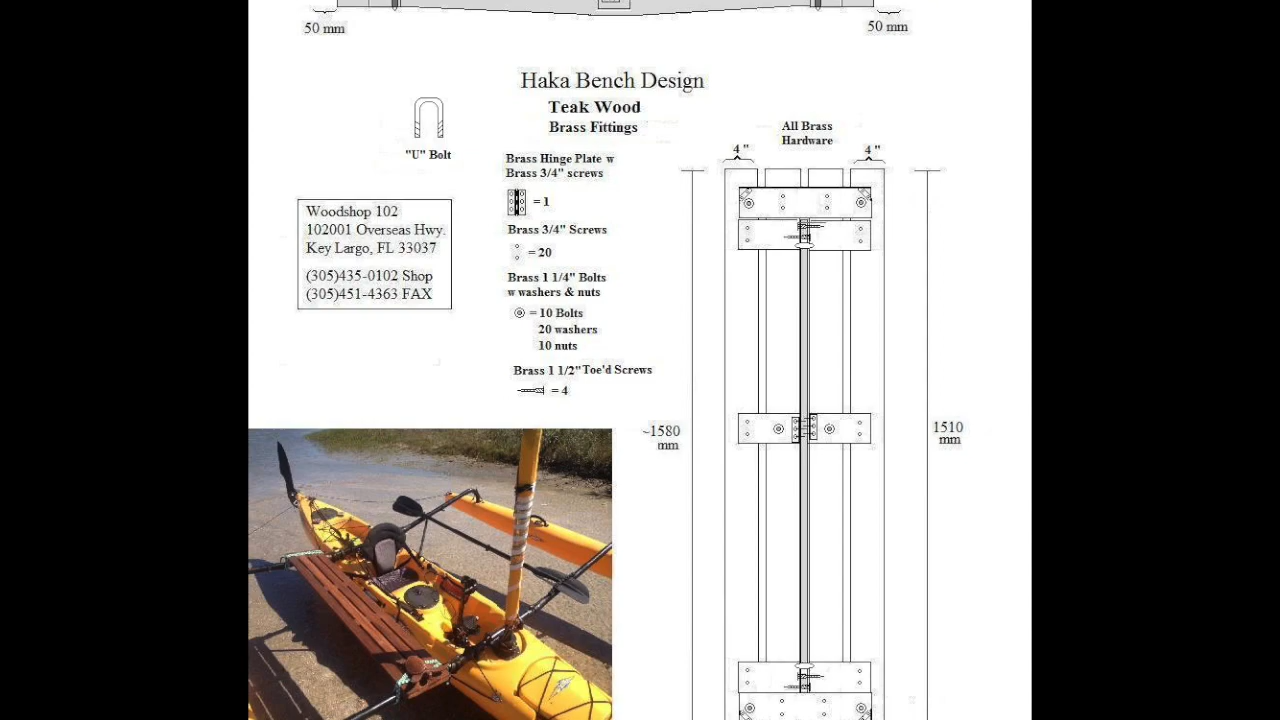 50 mm
50 mm
Haka Bench Design
Teak Wood
Brass Fittings
"U" Bolt
All Brass
Hardware
4 "
4 "
Brass Hinge Plate w
Brass 3/4" screws
= 1
Woodshop 102
102001 Overseas Hwy.
Key Largo, FL 33037
(305)435-0102 Shop
(305)451-4363 FAX
Brass 3/4" Screws
= 20
Brass 1 1/4" Bolts
w washers & nuts
= 10 Bolts
20 washers
10 nuts
Brass 1 1/2" Toe'd Screws
= 4
~1580
mm
1510
mm